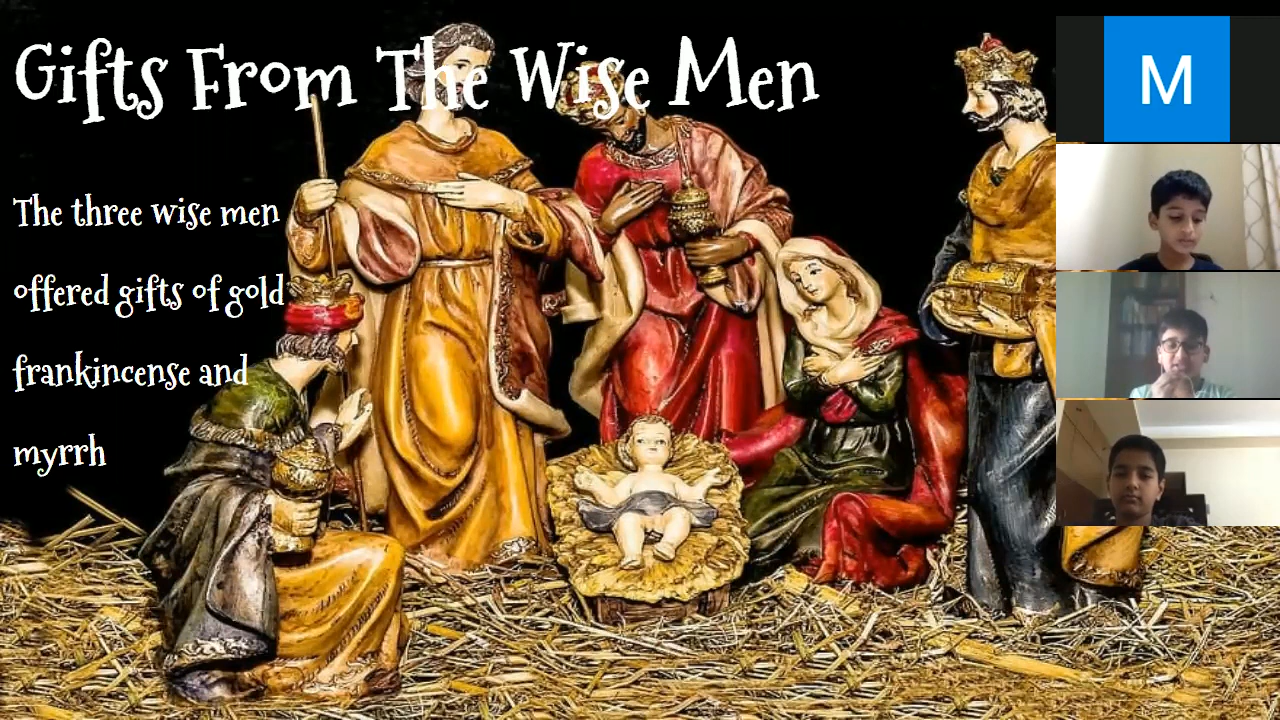 Gifts From The Wise Men
The three wise men
offered gifts of gold
frankincense and
myrrh
M